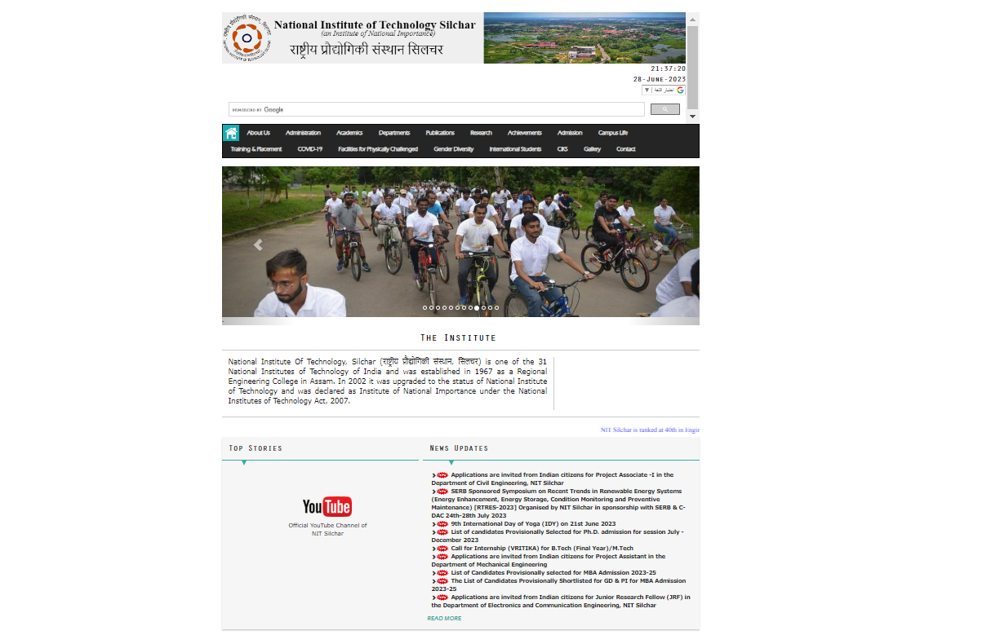 National Institute of Technology Silchar
(an Institute of National Importance)
राष्ट्रीय प्रौद्योगिकी संस्थान सिलचर
21:37:20
28-June-2023
اختيار اللغة
ENHANCED BY Google
About Us Administration Academics Departments Publications Research Achievements Admission Campus Life
Training & Placement COVID-19 Facilities for Physically Challenged Gender Diversity International Students CIKS Gallery Contact
The Institute
National Institute Of Technology, Silchar (राष्ट्रीय प्रौद्योगिकी संस्थान, सिलचर) is one of the 31
National Institutes of Technology of India and was established in 1967 as a Regional
Engineering College in Assam. In 2002 it was upgraded to the status of National Institute
of Technology and was declared as Institute of National Importance under the National
Institutes of Technology Act, 2007.
NIT Silchar is ranked at 40th in Engir
Top Stories
YouTube
Official YouTube Channel of
NIT Silchar
News Updates
Applications are invited from Indian citizens for Project Associate -I in the
Department of Civil Engineering, NIT Silchar
SERB Sponsored Symposium on Recent Trends in Renewable Energy Systems
(Energy Enhancement, Energy Storage, Condition Monitoring and Preventive
Maintenance) [RTRES-2023] Organised by NIT Silchar in sponsorship with SERB & C-
DAC 24th-28th July 2023
9th International Day of Yoga (IDY) on 21st June 2023
List of candidates Provisionally Selected for Ph.D. admission for session July -
December 2023
Call for Internship (VRITIKA) for B.Tech (Final Year)/M.Tech
Applications are invited from Indian citizens for Project Assistant in the
Department of Mechanical Engineering
List of Candidates Provisionally selected for MBA Admission 2023-25
The List of Candidates Provisionally Shortlisted for GD & PI for MBA Admission
2023-25
Applications are invited from Indian citizens for Junior Research Fellow (JRF) in
the Department of Electronics and Communication Engineering, NIT Silchar
READ MORE